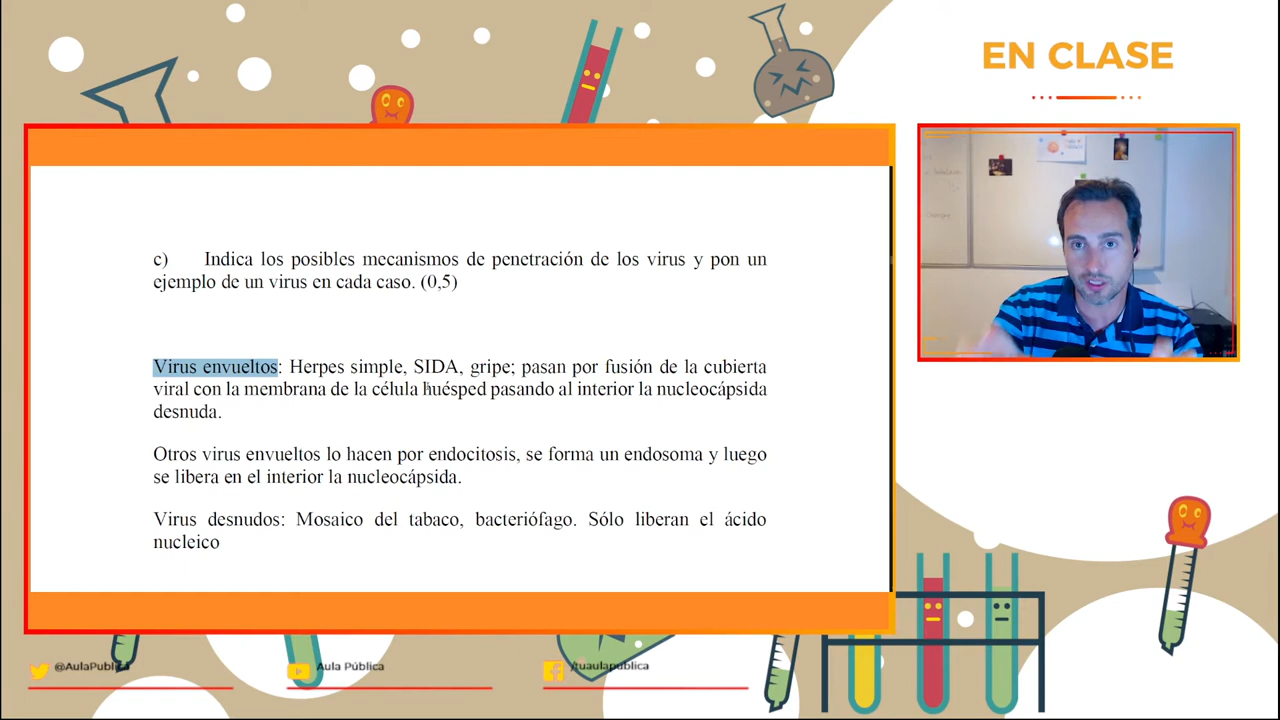 EN CLASE
c) Indica los posibles mecanismos de penetración de los virus y pon un
ejemplo de un virus en cada caso. (0,5)
Virus envueltos: Herpes simple, SIDA, gripe; pasan por fusión de la cubierta
viral con la membrana de la célula huésped pasando al interior la nucleocápsida
desnuda.
Otros virus envueltos lo hacen por endocitosis, se forma un endosoma y luego
se libera en el interior la nucleocápsida.
Virus desnudos: Mosaico del tabaco, bacteriófago. Sólo liberan el ácido
nucleico
@AulaPublica
Aula Pública
/tuaulapublica